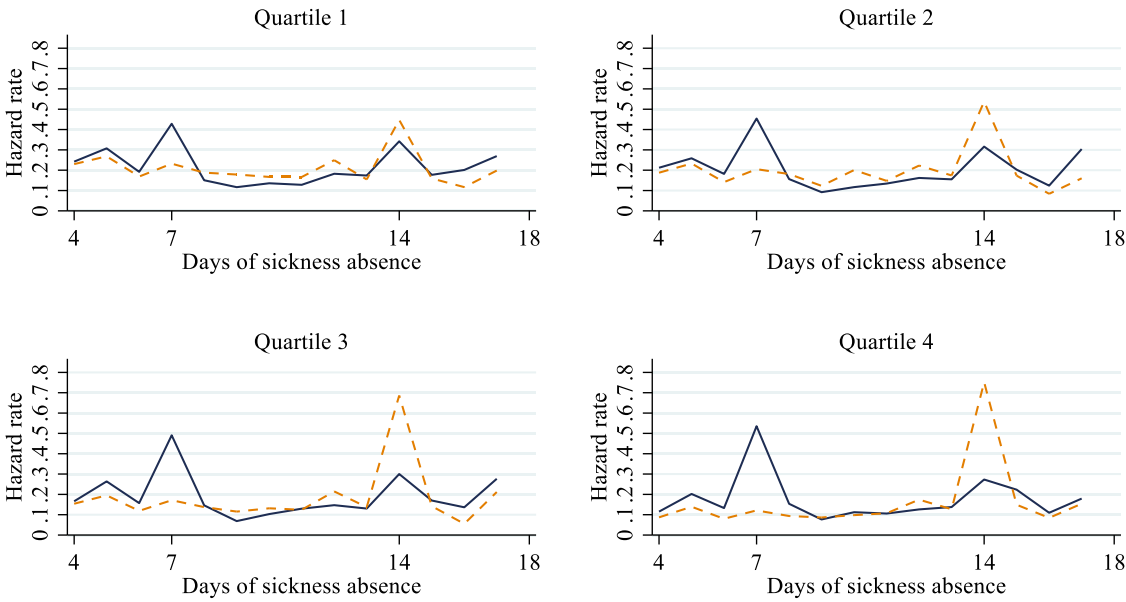 Quartile 1
Hazard rate
0 .1 .2 .3 .4 .5 .6 .7 .8
4 7 14 18
Days of sickness absence
Quartile 2
Hazard rate
0 .1 .2 .3 .4 .5 .6 .7 .8
4 7 14 18
Days of sickness absence
Quartile 3
Hazard rate
0 .1 .2 .3 .4 .5 .6 .7 .8
4 7 14 18
Days of sickness absence
Quartile 4
Hazard rate
0 .1 .2 .3 .4 .5 .6 .7 .8
4 7 14 18
Days of sickness absence